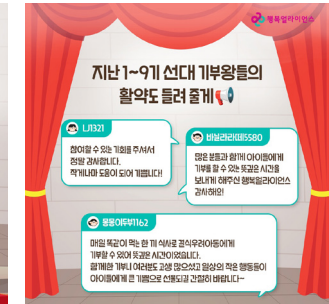 행복얼라이언스
지난 1~9기 선대 기부왕들의
활약도 들려 줄게
LJ1321
참여할 수 있는 기회를 주셔서
정말 감사합니다.
작게나마 도움이 되어 기쁩니다!
비닐라라떼5580
많은 분들과 함께 아이들에게
기부를 할 수 있는 뜻깊은 시간을
보내게 해주신 행복얼라이언스
감사해요!
몽몽이두부1162
매일 똑같이 먹는 한 끼 식사로 결식우려아동에게
기부할 수 있어 뜻깊은 시간이었습니다.
함께한 기부니 여러분도 고생 많으셨고 일상의 작은 행동들이
아이들에게 큰 기쁨으로 선물되길 간절히 바랍니다~